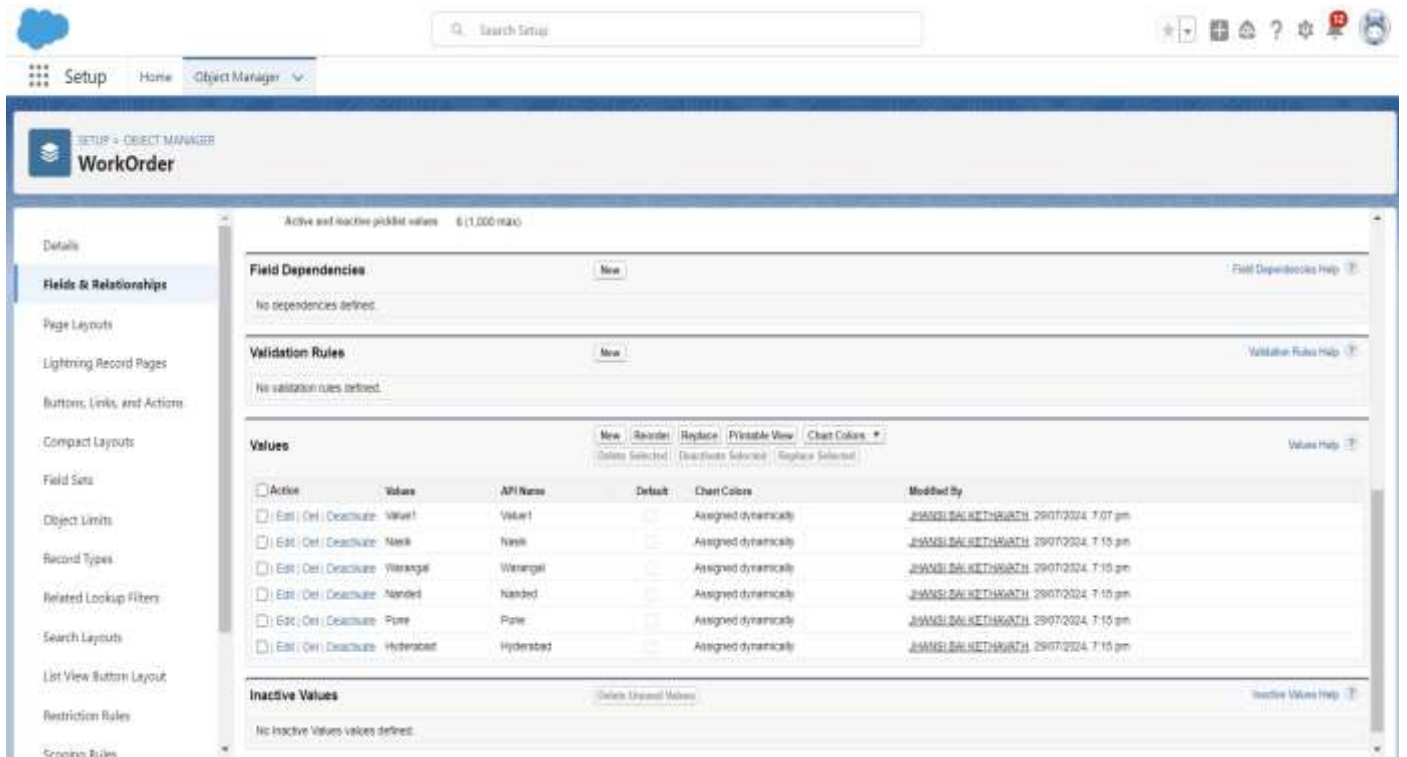 Search Setup
12
Setup Home Object Manager
SETUP > OBJECT MANAGER
WorkOrder
Details
Fields & Relationships
Page Layouts
Lightning Record Pages
Buttons, Links, and Actions
Compact Layouts
Field Sets
Object Limits
Record Types
Related Lookup Filters
Search Layouts
List View Button Layout
Restriction Rules
Scoping Rules
Active and inactive picklist values 6 (1,000 max)
Field Dependencies New Field Dependencies Help ?
No dependencies defined.
Validation Rules New Validation Rules Help ?
No validation rules defined.
Values New Reorder Replace Printable View Chart Colors Values Help ?
Delete Selected Deactivate Selected Replace Selected
Action Values API Name Default Chart Colors Modified By
Edit | Del | Deactivate Value1 Value1 Assigned dynamically JHANSI BAI KETHAVATH, 29/07/2024, 7:07 pm
Edit | Del | Deactivate Nasik Nasik Assigned dynamically JHANSI BAI KETHAVATH, 29/07/2024, 7:15 pm
Edit | Del | Deactivate Warangal Warangal Assigned dynamically JHANSI BAI KETHAVATH, 29/07/2024, 7:15 pm
Edit | Del | Deactivate Nanded Nanded Assigned dynamically JHANSI BAI KETHAVATH, 29/07/2024, 7:15 pm
Edit | Del | Deactivate Pune Pune Assigned dynamically JHANSI BAI KETHAVATH, 29/07/2024, 7:15 pm
Edit | Del | Deactivate Hyderabad Hyderabad Assigned dynamically JHANSI BAI KETHAVATH, 29/07/2024, 7:15 pm
Inactive Values Delete Unused Values Inactive Values Help ?
No Inactive Values values defined.